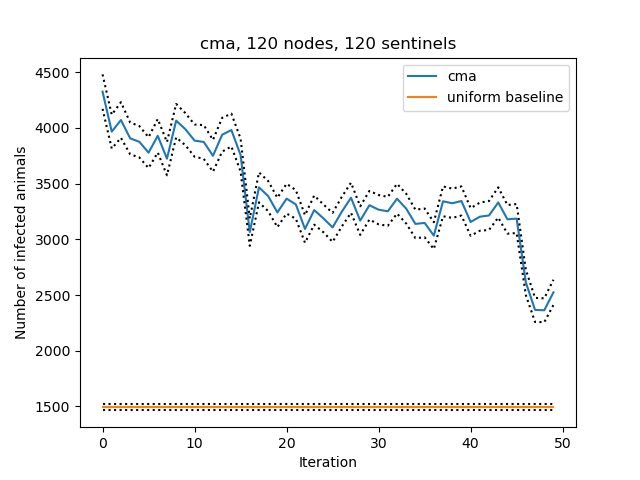 cma, 120 nodes, 120 sentinels
cma
uniform baseline
Number of infected animals
4500
4000
3500
3000
2500
2000
1500
0 10 20 30 40 50
Iteration